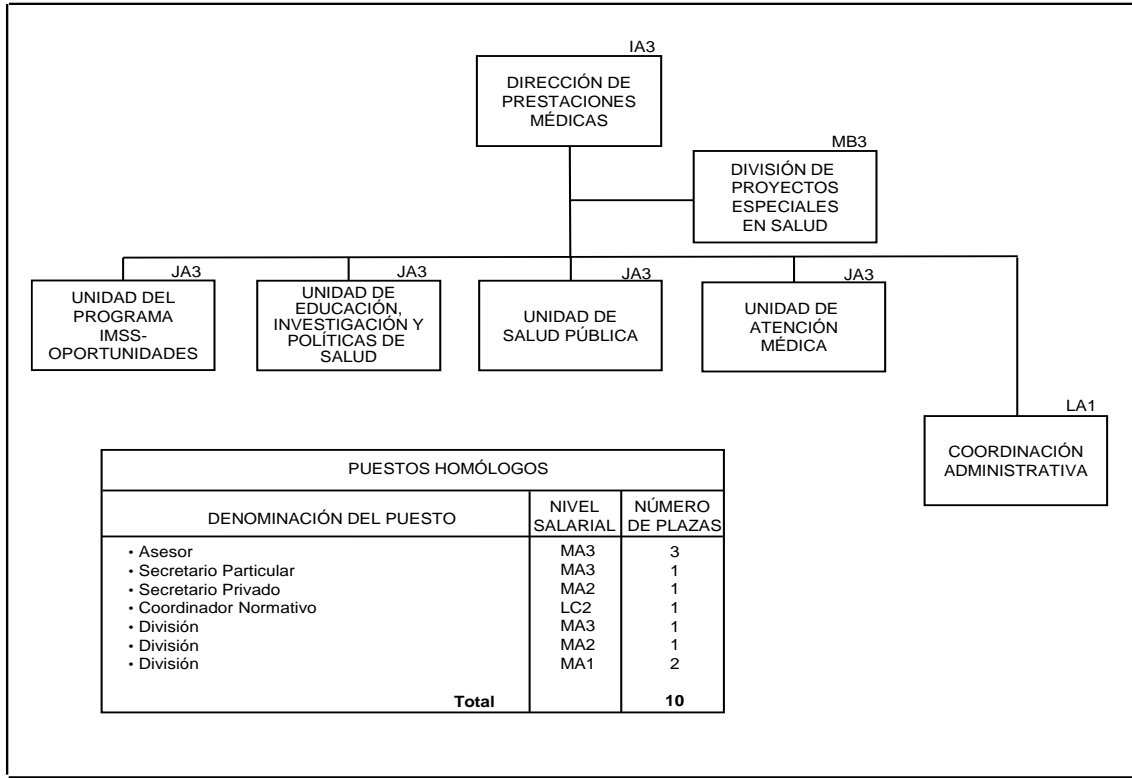 IA3
DIRECCIÓN DE
PRESTACIONES
MÉDICAS
MB3
DIVISIÓN DE
PROYECTOS
ESPECIALES
EN SALUD
JA3
UNIDAD DEL
PROGRAMA
IMSS-
OPORTUNIDADES
JA3
UNIDAD DE
EDUCACIÓN,
INVESTIGACIÓN Y
POLÍTICAS DE
SALUD
JA3
UNIDAD DE
SALUD PÚBLICA
JA3
UNIDAD DE
ATENCIÓN
MÉDICA
LA1
COORDINACIÓN
ADMINISTRATIVA
PUESTOS HOMÓLOGOS
DENOMINACIÓN DEL PUESTO
NIVEL
SALARIAL
NÚMERO
DE PLAZAS
• Asesor MA3 3
• Secretario Particular MA3 1
• Secretario Privado MA2 1
• Coordinador Normativo LC2 1
• División MA3 1
• División MA2 1
• División MA1 2
Total 10